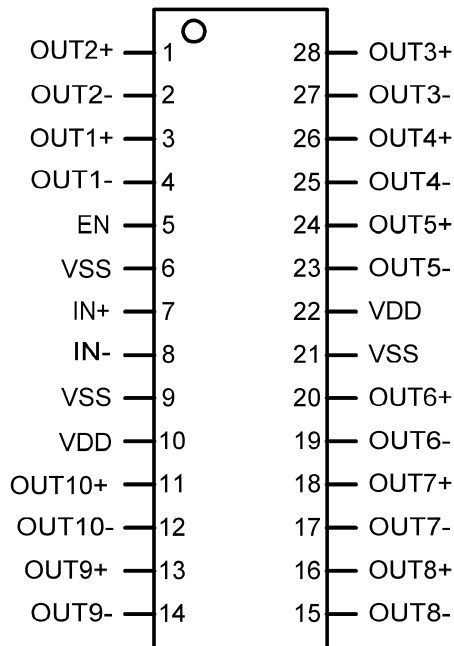 OUT2+ 1 28 OUT3+
OUT2- 2 27 OUT3-
OUT1+ 3 26 OUT4+
OUT1- 4 25 OUT4-
EN 5 24 OUT5+
VSS 6 23 OUT5-
IN+ 7 22 VDD
IN- 8 21 VSS
VSS 9 20 OUT6+
VDD 10 19 OUT6-
OUT10+ 11 18 OUT7+
OUT10- 12 17 OUT7-
OUT9+ 13 16 OUT8+
OUT9- 14 15 OUT8-